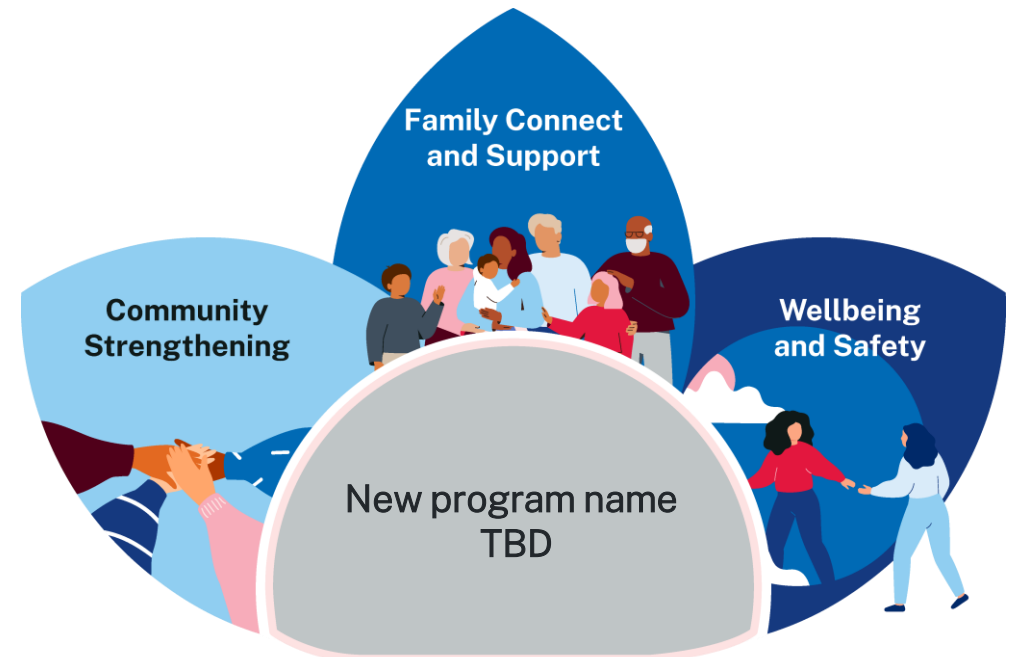 Family Connect
and Support
Community
Strengthening
Wellbeing
and Safety
New program name
TBD